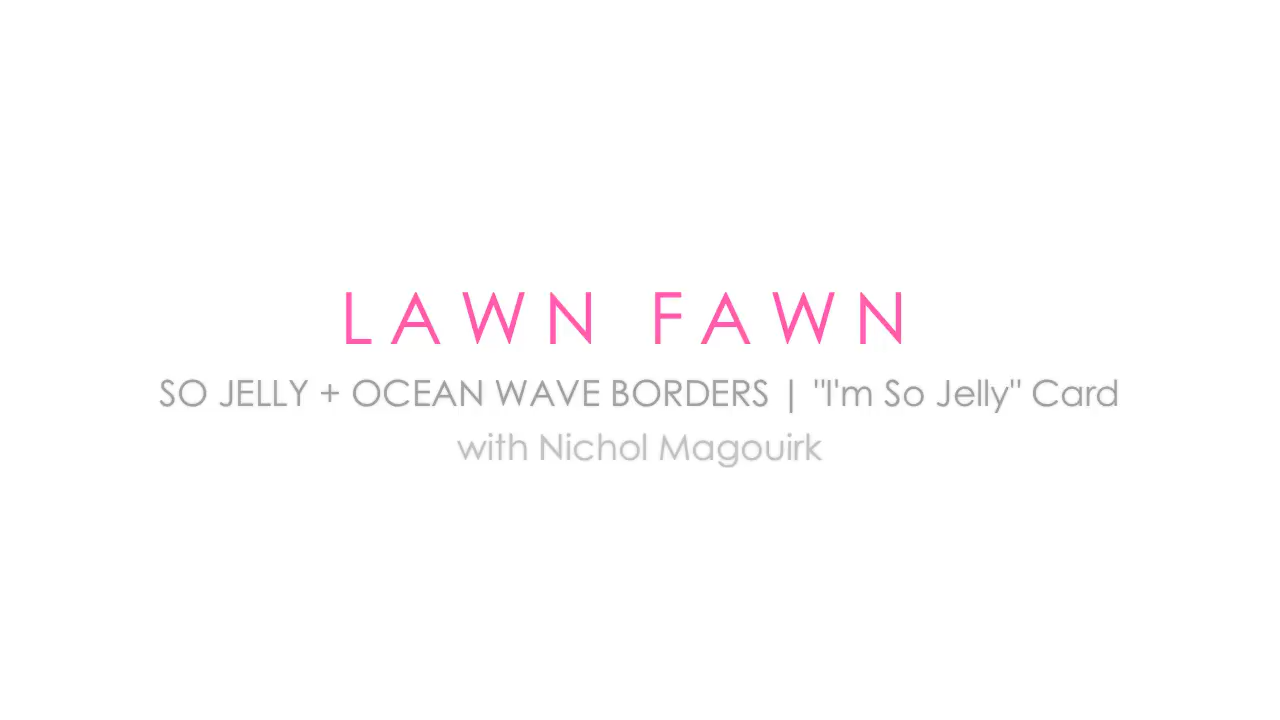 LAWN FAWN
SO JELLY + OCEAN WAVE BORDERS | "I'm So Jelly" Card
with Nichol Magouirk